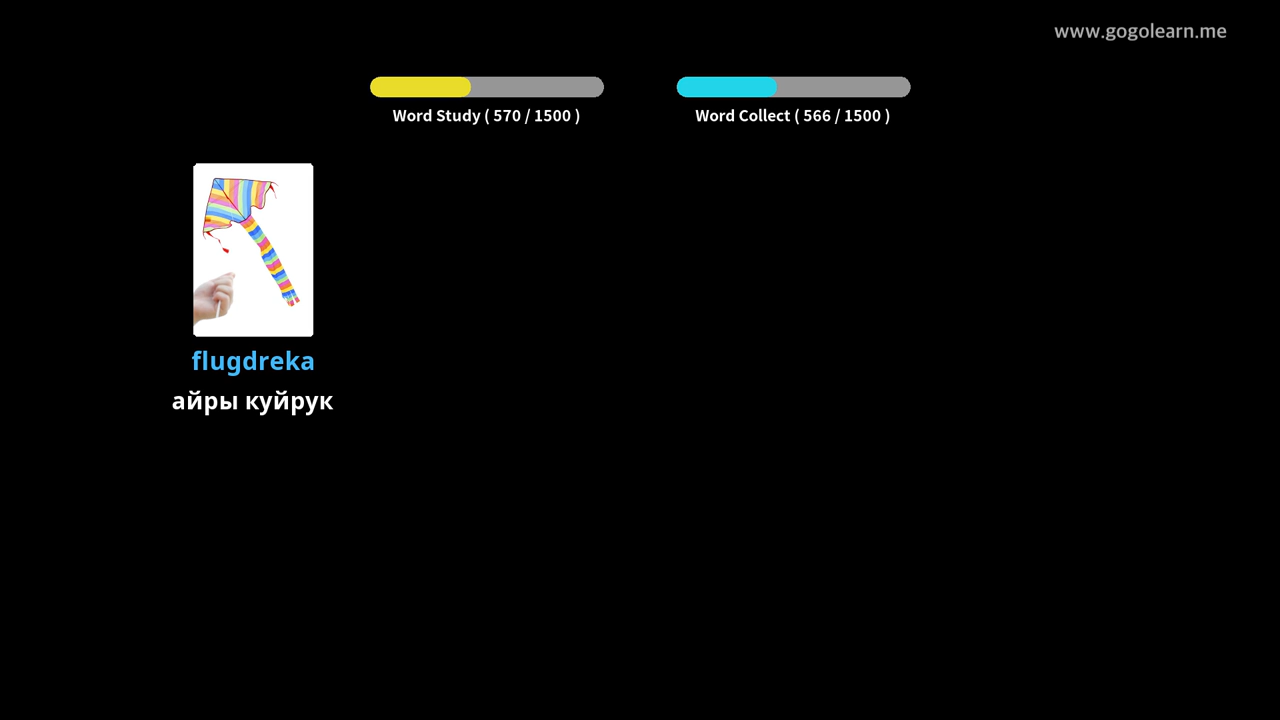 www.gogolearn.me
Word Study ( 570 / 1500 )
Word Collect ( 566 / 1500 )
flugdreka
айры куйрук